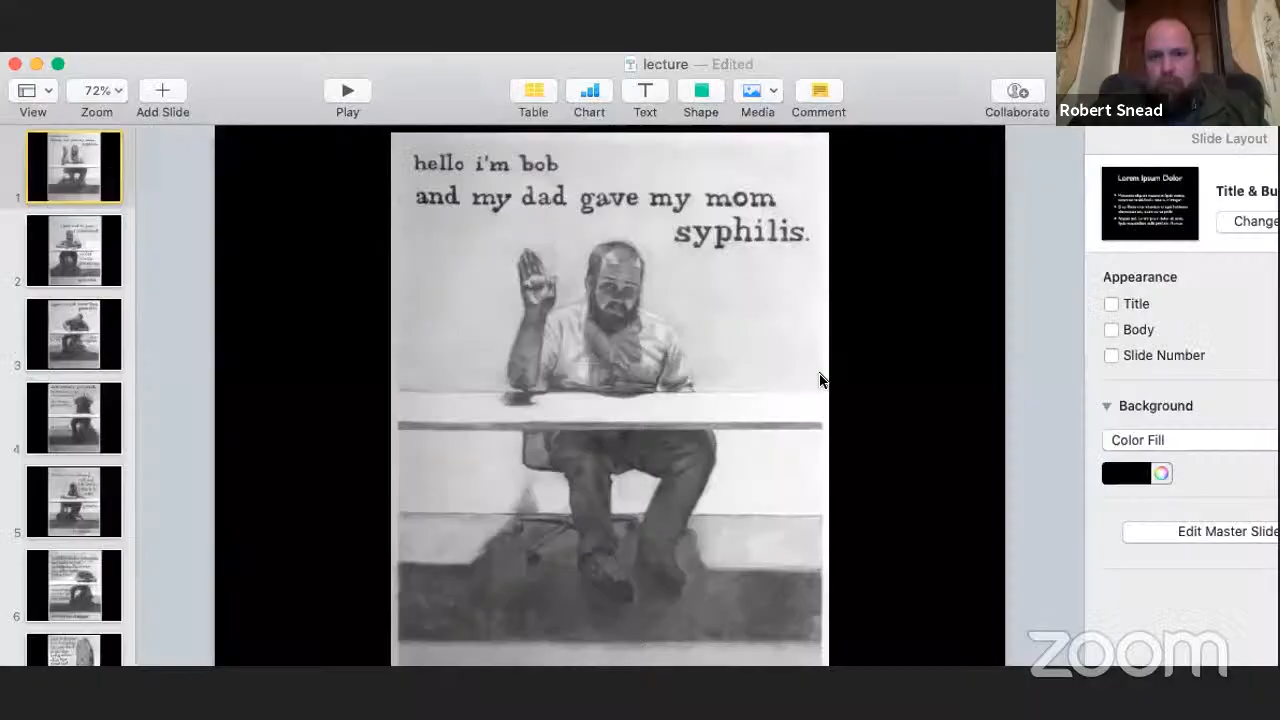 lecture — Edited
View
72%
Zoom
Add Slide
Play
Table
Chart
Text
Shape
Media
Comment
Collaborate
Robert Snead
Slide Layout
hello i'm bob
and my dad gave my mom
syphilis.
1
2
3
4
5
6
Lorem Ipsum Dolor
Title & Bu
Change
Appearance
Title
Body
Slide Number
Background
Color Fill
Edit Master Slide
zoom